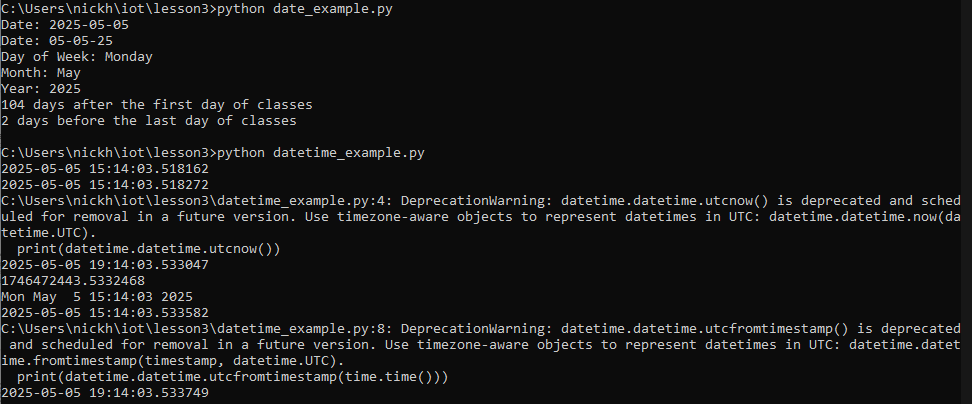 C:\Users\nickh\iot\lesson3>python date_example.py
Date: 2025-05-05
Date: 05-05-25
Day of Week: Monday
Month: May
Year: 2025
104 days after the first day of classes
2 days before the last day of classes
C:\Users\nickh\iot\lesson3>python datetime_example.py
2025-05-05 15:14:03.518162
2025-05-05 15:14:03.518272
C:\Users\nickh\iot\lesson3\datetime_example.py:4: DeprecationWarning: datetime.datetime.utcnow() is deprecated and sched
uled for removal in a future version. Use timezone-aware objects to represent datetimes in UTC: datetime.datetime.now(da
tetime.UTC).
  print(datetime.datetime.utcnow())
2025-05-05 19:14:03.533047
1746472443.5332468
Mon May  5 15:14:03 2025
2025-05-05 15:14:03.533582
C:\Users\nickh\iot\lesson3\datetime_example.py:8: DeprecationWarning: datetime.datetime.utcfromtimestamp() is deprecated
 and scheduled for removal in a future version. Use timezone-aware objects to represent datetimes in UTC: datetime.datet
ime.fromtimestamp(timestamp, datetime.UTC).
  print(datetime.datetime.utcfromtimestamp(time.time()))
2025-05-05 19:14:03.533749